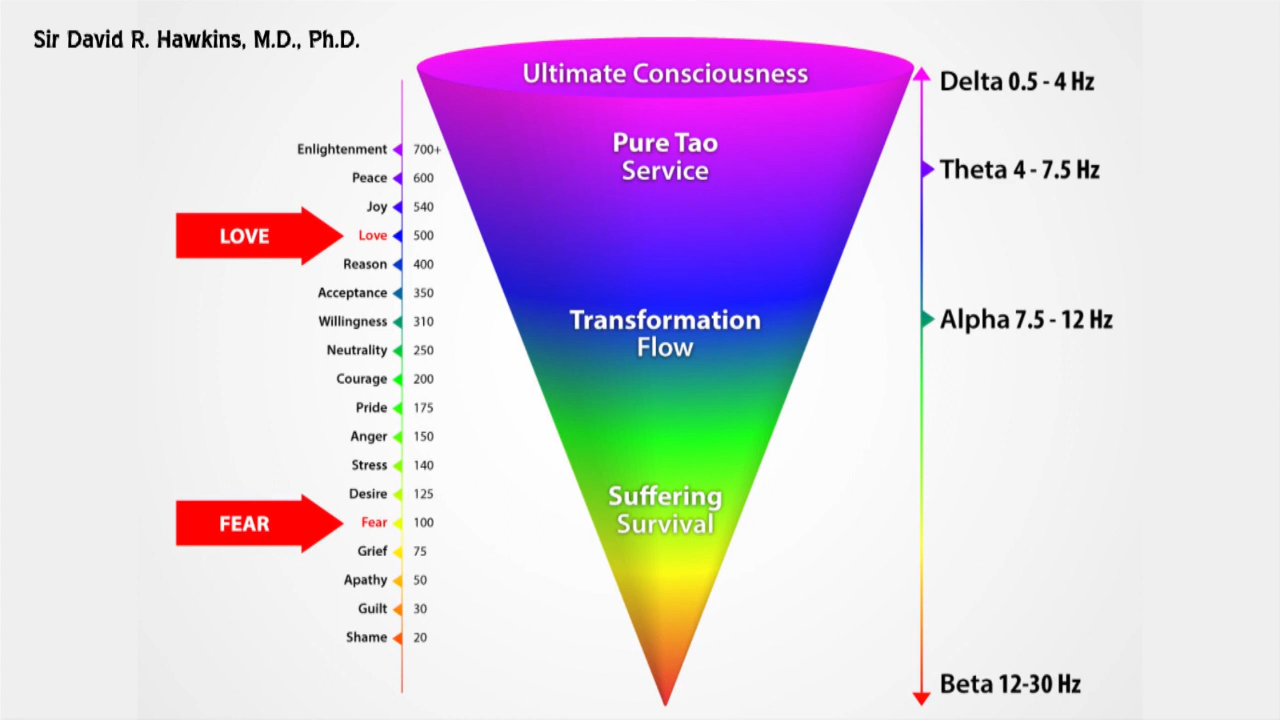 Sir David R. Hawkins, M.D., Ph.D.
Ultimate Consciousness
Pure Tao
Service
Transformation
Flow
Suffering
Survival
Enlightenment 700+
Peace 600
Joy 540
LOVE
Love 500
Reason 400
Acceptance 350
Willingness 310
Neutrality 250
Courage 200
Pride 175
Anger 150
Stress 140
Desire 125
FEAR
Fear 100
Grief 75
Apathy 50
Guilt 30
Shame 20
Delta 0.5 - 4 Hz
Theta 4 - 7.5 Hz
Alpha 7.5 - 12 Hz
Beta 12-30 Hz